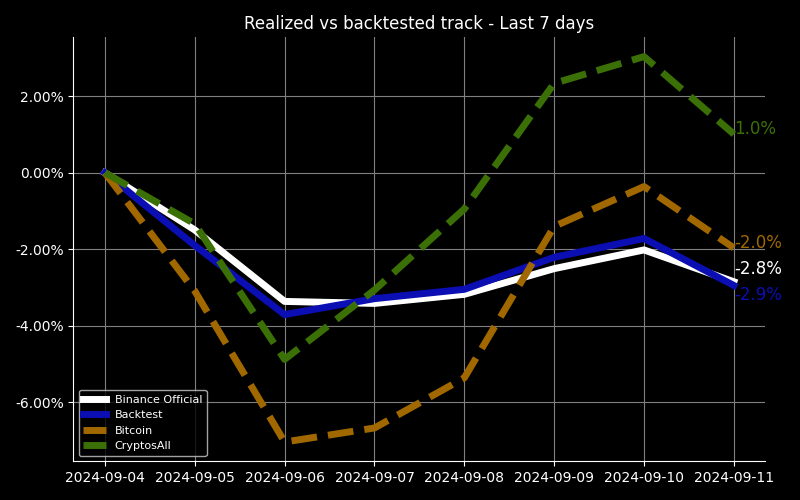 Realized vs backtested track - Last 7 days
2.00%
0.00%
-2.00%
-4.00%
-6.00%
1.0%
-2.0%
-2.8%
-2.9%
Binance Official
Backtest
Bitcoin
CryptosAll
2024-09-04 2024-09-05 2024-09-06 2024-09-07 2024-09-08 2024-09-09 2024-09-10 2024-09-11